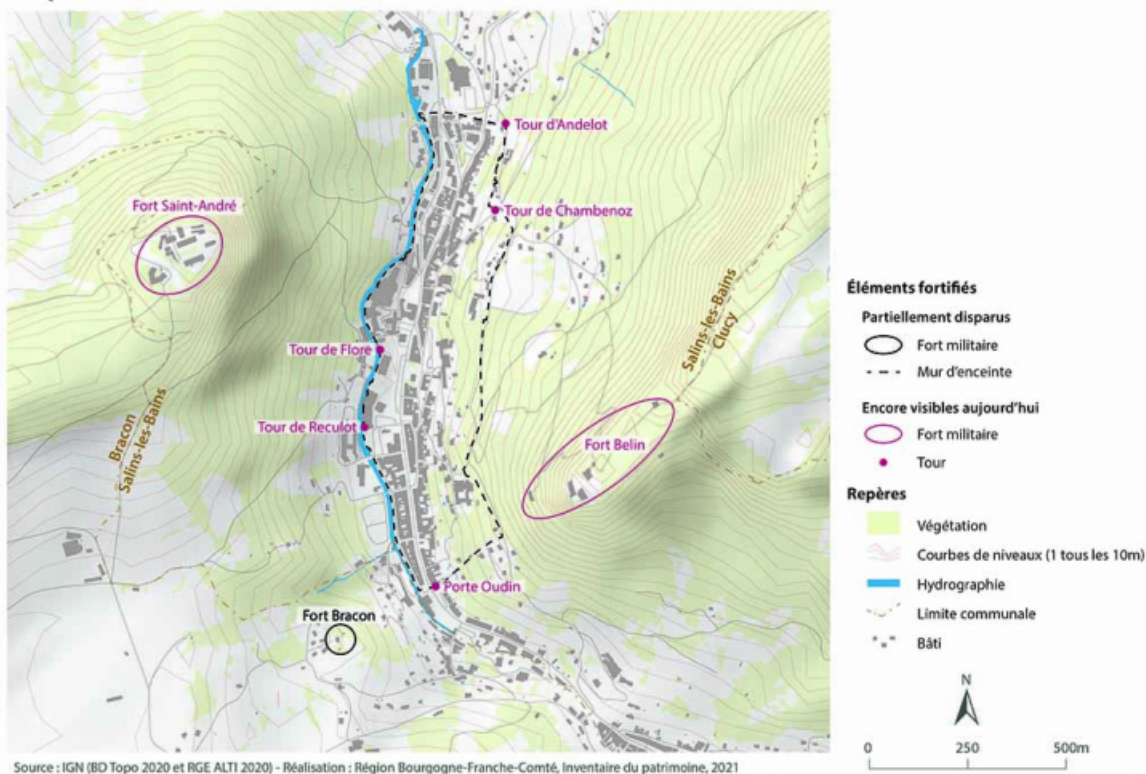 Tour d'Andelot
Fort Saint-André
Tour de Chambenoz
Salins-les-Bains
Clucy
Tour de Flore
Bracon
Salins-les-Bains
Tour de Reculot
Fort Belin
Porte Oudin
Fort Bracon
Éléments fortifiés
Partiellement disparus
Fort militaire
Mur d'enceinte
Encore visibles aujourd'hui
Fort militaire
Tour
Repères
Végétation
Courbes de niveaux (1 tous les 10m)
Hydrographie
Limite communale
Bâti
N
0 250 500m
Source : IGN (BD Topo 2020 et RGE ALTI 2020) - Réalisation : Région Bourgogne-Franche-Comté, Inventaire du patrimoine, 2021